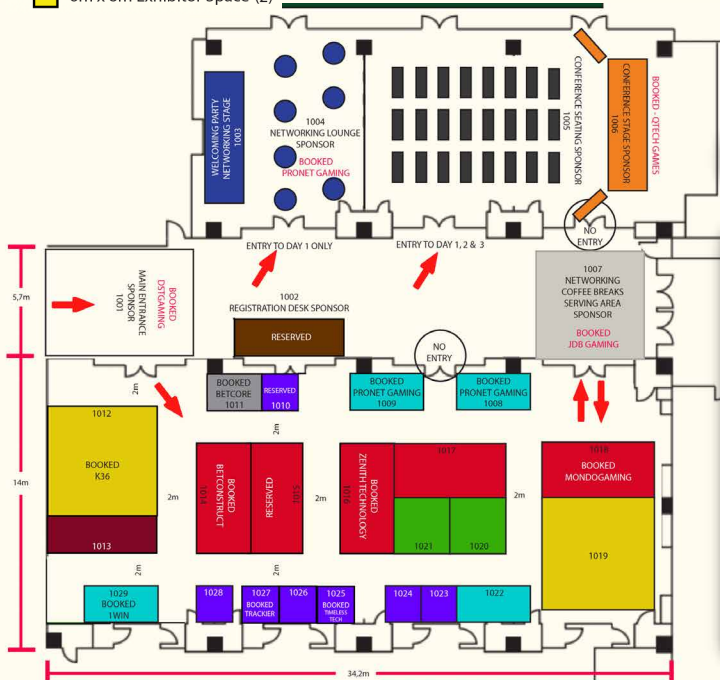 6m x 6m Exhibitor Space (2)
WELCOMING PARTY
NETWORKING STAGE
1003
1004
NETWORKING LOUNGE
SPONSOR
BOOKED
PRONET GAMING
CONFERENCE SEATING SPONSOR
1005
CONFERENCE STAGE SPONSOR
1006
BOOKED - QTECH GAMES
NO
ENTRY
ENTRY TO DAY 1 ONLY
ENTRY TO DAY 1, 2 & 3
5,7m
BOOKED
DSTGAMING
MAIN ENTRANCE
SPONSOR
1001
1002
REGISTRATION DESK SPONSOR
RESERVED
NO
ENTRY
1007
NETWORKING
COFFEE BREAKS
SERVING AREA
SPONSOR
BOOKED
JDB GAMING
2m
BOOKED
BETCORE
1011
RESERVED
1010
BOOKED
PRONET GAMING
1009
BOOKED
PRONET GAMING
1008
2m
14m
1012
BOOKED
K36
1013
2m
BOOKED
BETCONSTRUCT
1014
RESERVED
1015
2m
BOOKED
ZENITH TECHNOLOGY
1016
1017
1021
1020
2m
1018
BOOKED
MONDOGAMING
1019
2m
2m
1029
BOOKED
1WIN
1028
1027
BOOKED
TRACKIER
1026
1025
BOOKED
TIMELESS
TECH
1024
1023
1022
34,2m